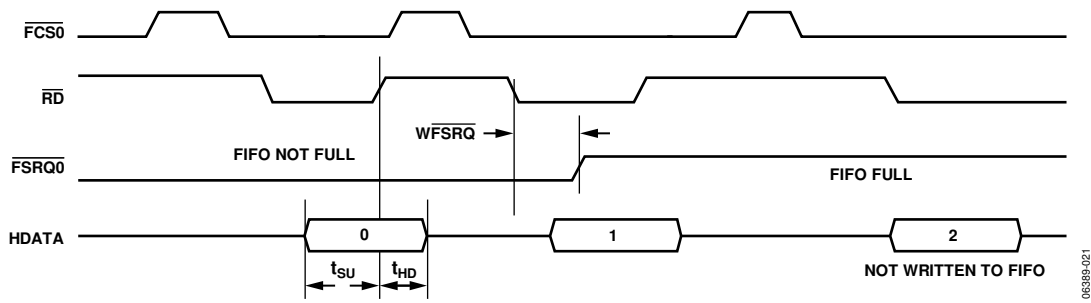 FCS0
RD
WFSRQ
FSRQ0
FIFO NOT FULL
FIFO FULL
HDATA
0
1
2
tSU
tHD
NOT WRITTEN TO FIFO
06389-021